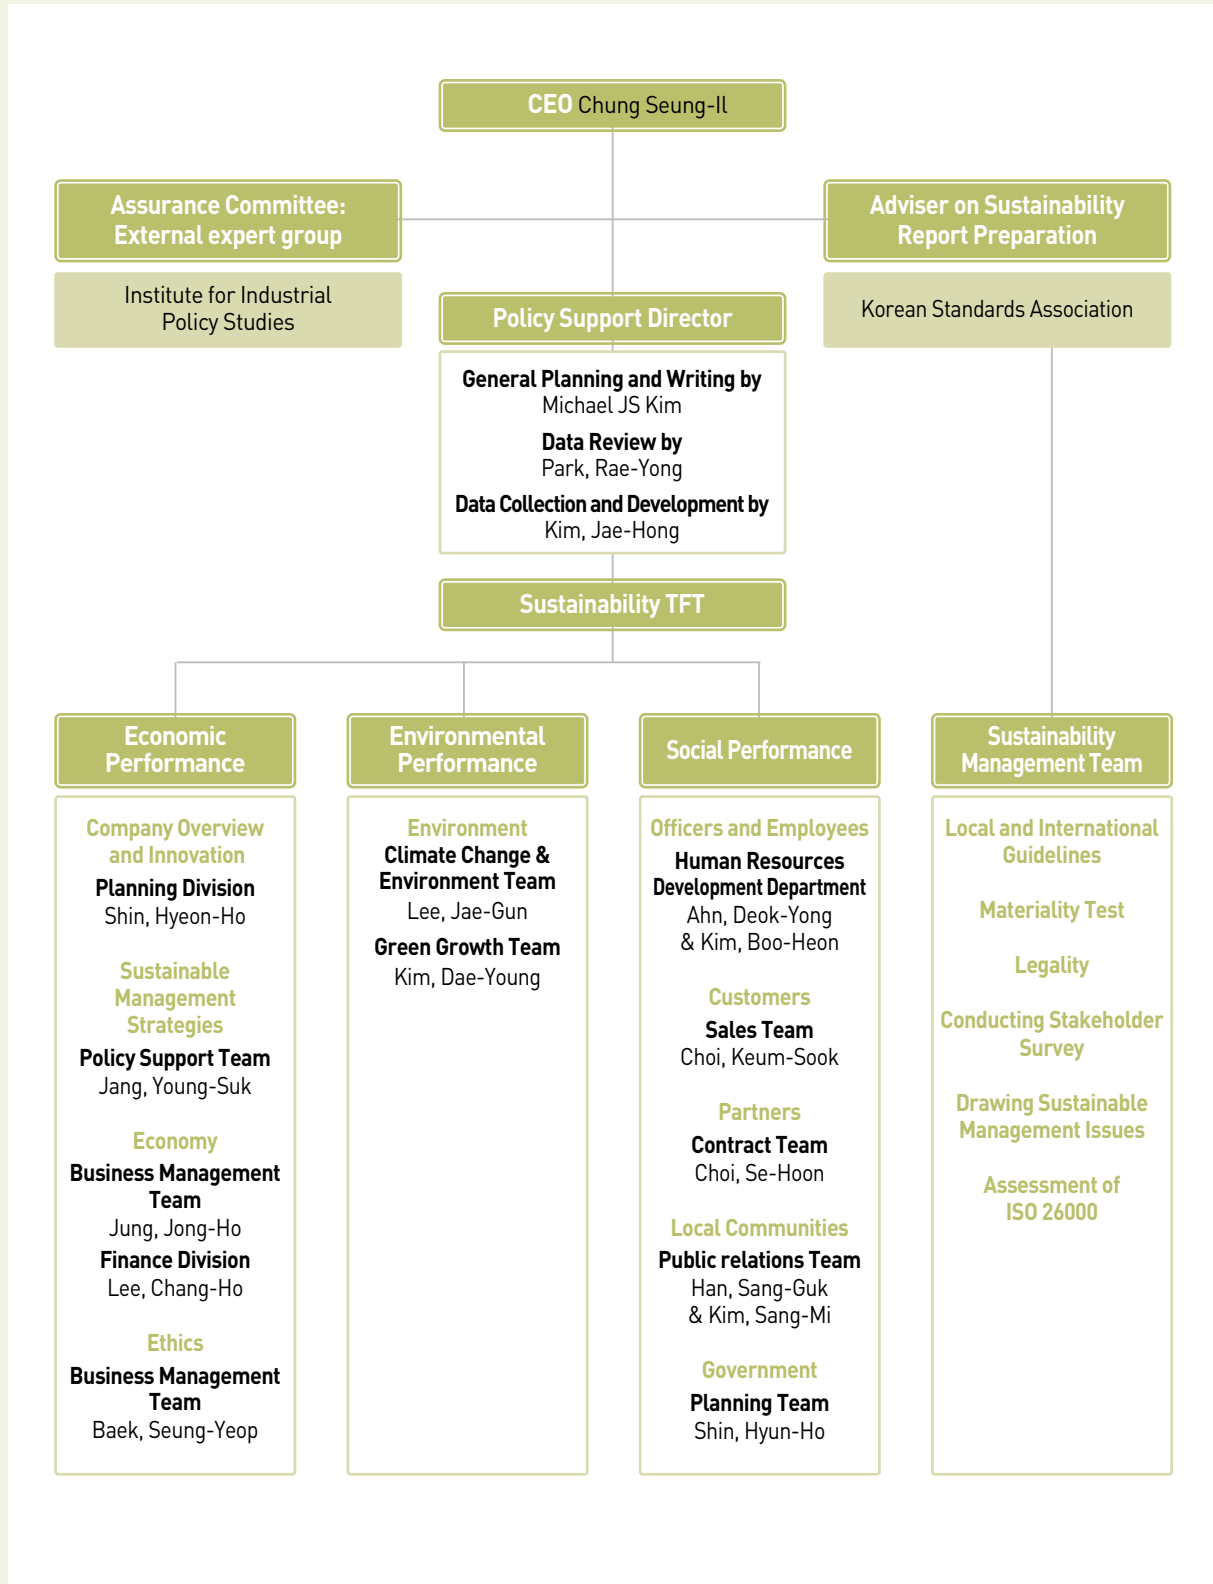 CEO Chung Seung-Il
Assurance Committee:
External expert group
Institute for Industrial
Policy Studies
Adviser on Sustainability
Report Preparation
Korean Standards Association
Policy Support Director
General Planning and Writing by
Michael JS Kim
Data Review by
Park, Rae-Yong
Data Collection and Development by
Kim, Jae-Hong
Sustainability TFT
Economic
Performance
Company Overview
and Innovation
Planning Division
Shin, Hyeon-Ho
Sustainable
Management
Strategies
Policy Support Team
Jang, Young-Suk
Economy
Business Management
Team
Jung, Jong-Ho
Finance Division
Lee, Chang-Ho
Ethics
Business Management
Team
Baek, Seung-Yeop
Environmental
Performance
Environment
Climate Change &
Environment Team
Lee, Jae-Gun
Green Growth Team
Kim, Dae-Young
Social Performance
Officers and Employees
Human Resources
Development Department
Ahn, Deok-Yong
& Kim, Boo-Heon
Customers
Sales Team
Choi, Keum-Sook
Partners
Contract Team
Choi, Se-Hoon
Local Communities
Public relations Team
Han, Sang-Guk
& Kim, Sang-Mi
Government
Planning Team
Shin, Hyun-Ho
Sustainability
Management Team
Local and International
Guidelines
Materiality Test
Legality
Conducting Stakeholder
Survey
Drawing Sustainable
Management Issues
Assessment of
ISO 26000